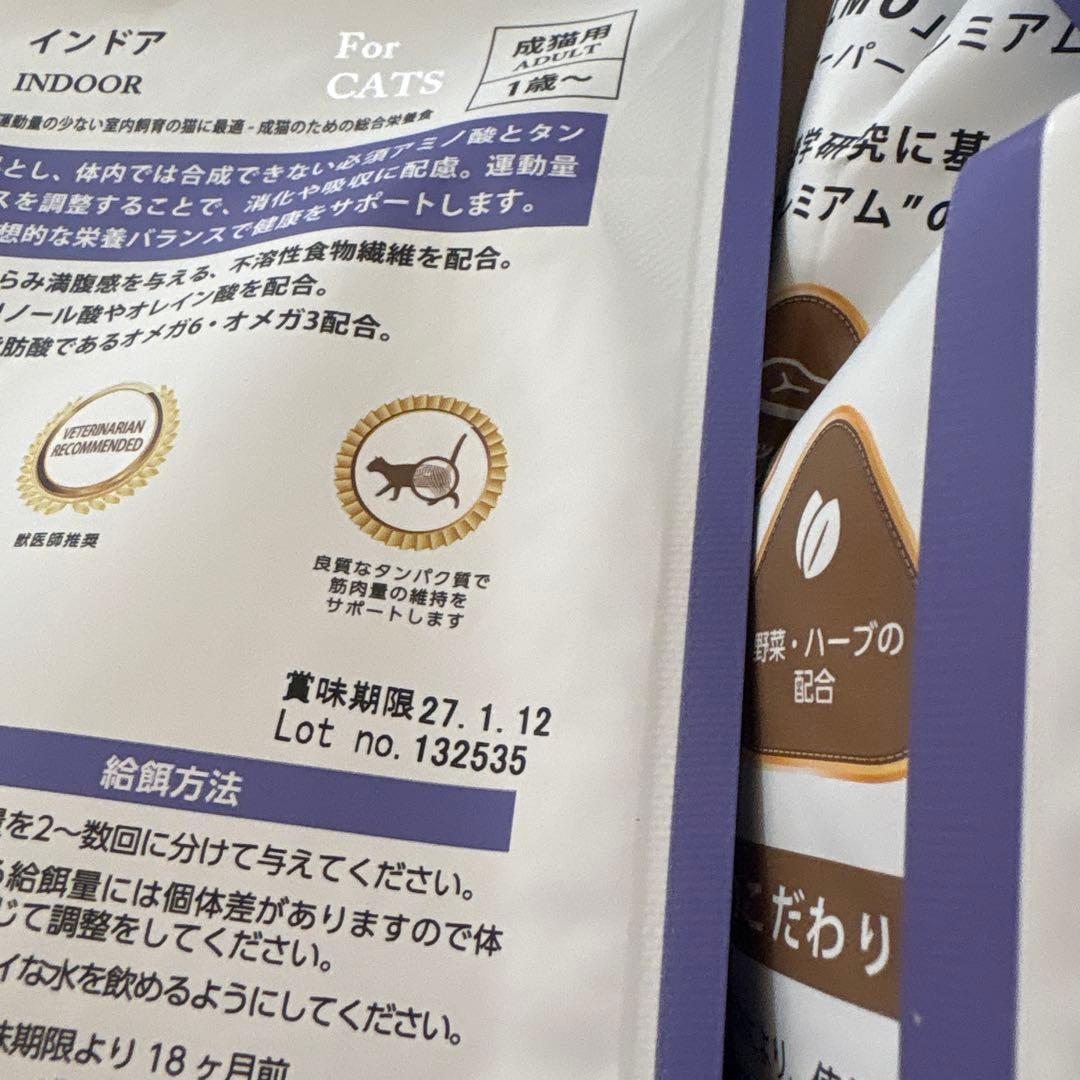 インドア
INDOOR
For
CATS
成猫用
ADULT
1歳～
運動量の少ない室内飼育の猫に最適 - 成猫のための総合栄養食
とし、体内では合成できない必須アミノ酸とタン
スを調整することで、消化や吸収に配慮。運動量
想的な栄養バランスで健康をサポートします。
らみ満腹感を与える、不溶性食物繊維を配合。
リノール酸やオレイン酸を配合。
脂肪酸であるオメガ6・オメガ3配合。
VETERINARIAN
RECOMMENDED
獣医師推奨
良質なタンパク質で
筋肉量の維持を
サポートします
賞味期限27.1.12
Lot no.132535
給餌方法
量を2～数回に分けて与えてください。
る給餌量には個体差がありますので体
じて調整をしてください。
イな水を飲めるようにしてください。
味期限より 18ヶ月前
レミアム
ーパー
学研究に基
レミアム”の
野菜・ハーブの
配合
こだわり